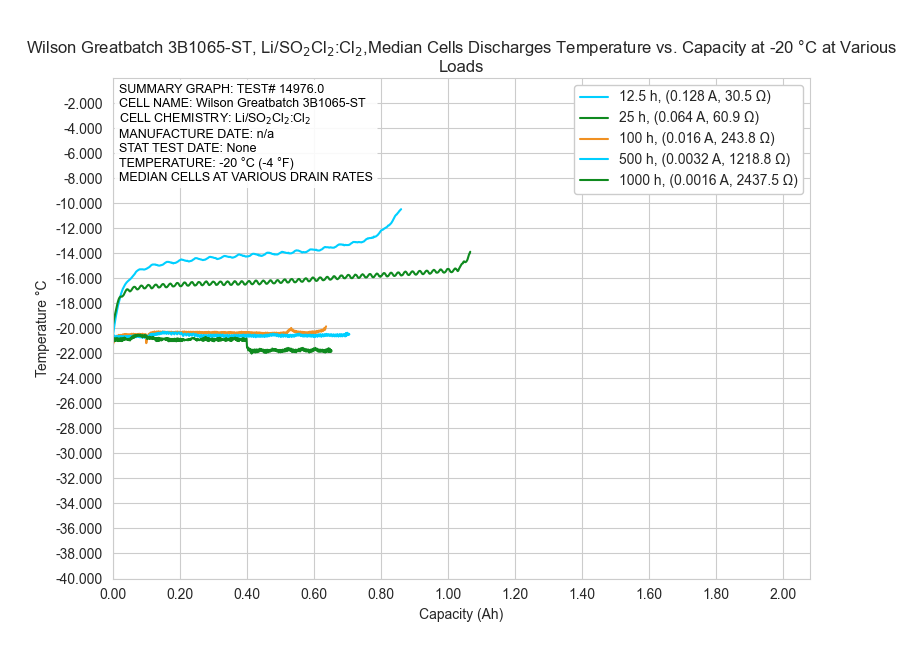 Wilson Greatbatch 3B1065-ST, Li/SO₂Cl₂:Cl₂,Median Cells Discharges Temperature vs. Capacity at -20 °C at Various
Loads
SUMMARY GRAPH: TEST# 14976.0
CELL NAME: Wilson Greatbatch 3B1065-ST
CELL CHEMISTRY: Li/SO₂Cl₂:Cl₂
MANUFACTURE DATE: n/a
STAT TEST DATE: None
TEMPERATURE: -20 °C (-4 °F)
MEDIAN CELLS AT VARIOUS DRAIN RATES
12.5 h, (0.128 A, 30.5 Ω)
25 h, (0.064 A, 60.9 Ω)
100 h, (0.016 A, 243.8 Ω)
500 h, (0.0032 A, 1218.8 Ω)
1000 h, (0.0016 A, 2437.5 Ω)
Temperature °C
-2.000
-4.000
-6.000
-8.000
-10.000
-12.000
-14.000
-16.000
-18.000
-20.000
-22.000
-24.000
-26.000
-28.000
-30.000
-32.000
-34.000
-36.000
-38.000
-40.000
0.00 0.20 0.40 0.60 0.80 1.00 1.20 1.40 1.60 1.80 2.00
Capacity (Ah)